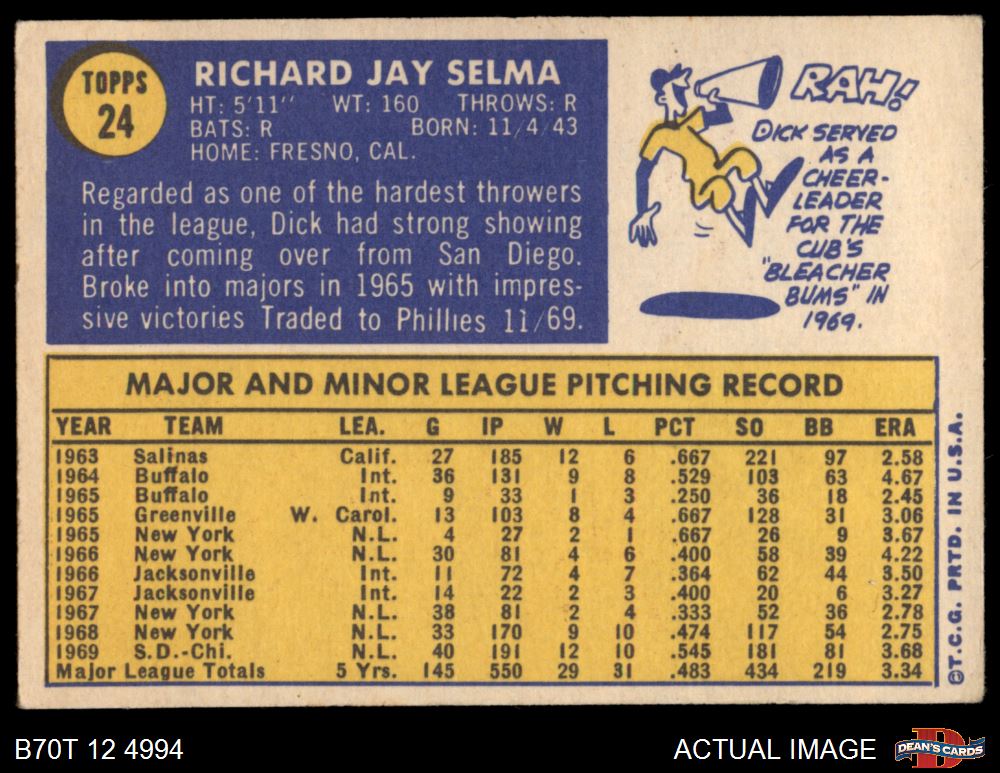 TOPPS
24
RICHARD JAY SELMA
HT: 5'11" WT: 160 THROWS: R
BATS: R BORN: 11/4/43
HOME: FRESNO, CAL.
Regarded as one of the hardest throwers
in the league, Dick had strong showing
after coming over from San Diego.
Broke into majors in 1965 with impres-
sive victories Traded to Phillies 11/69.
RAH!
DICK SERVED
AS A
CHEER-
LEADER
FOR THE
CUB'S
"BLEACHER
BUMS" IN
1969.
MAJOR AND MINOR LEAGUE PITCHING RECORD
YEAR TEAM LEA. G IP W L PCT SO BB ERA
1963 Salinas Calif. 27 185 12 6 .667 221 97 2.58
1964 Buffalo Int. 36 131 9 8 .529 103 63 4.67
1965 Buffalo Int. 9 33 1 3 .250 36 18 2.45
1965 Greenville W. Carol. 13 103 8 4 .667 128 31 3.06
1965 New York N.L. 4 27 2 1 .667 26 9 3.67
1966 New York N.L. 30 81 4 6 .400 58 39 4.22
1966 Jacksonville Int. 11 72 4 7 .364 62 44 3.50
1967 Jacksonville Int. 14 22 2 3 .400 20 6 3.27
1967 New York N.L. 38 81 2 4 .333 52 36 2.78
1968 New York N.L. 33 170 9 10 .474 117 54 2.75
1969 S.D.-Chi. N.L. 40 191 12 10 .545 181 81 3.68
Major League Totals 5 Yrs. 145 550 29 31 .483 434 219 3.34
©T.C.G. PRTD. IN U.S.A.
B70T 12 4994
ACTUAL IMAGE
DEAN'S CARDS